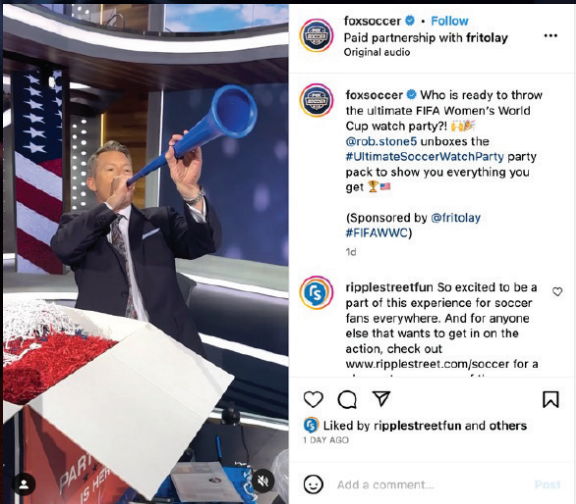 foxsoccer • Follow
Paid partnership with fritolay
Original audio
foxsoccer Who is ready to throw
the ultimate FIFA Women's World
Cup watch party?! 🙌🎉
@rob.stone5 unboxes the
#UltimateSoccerWatchParty party
pack to show you everything you
get 🏆🇺🇸
(Sponsored by @fritolay
#FIFAWWC)
1d
ripplestreetfun So excited to be a
part of this experience for soccer
fans everywhere. And for anyone
else that wants to get in on the
action, check out
www.ripplestreet.com/soccer for a
Liked by ripplestreetfun and others
1 DAY AGO
Add a comment...
Post
PART
IS HER